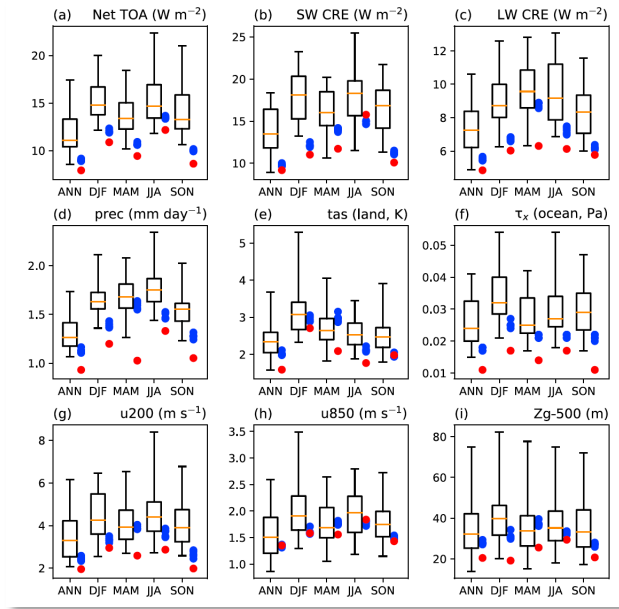 (a) Net TOA (W m−2)
(b) SW CRE (W m−2)
(c) LW CRE (W m−2)
20
15
10
25
20
15
10
12
10
8
6
4
ANN DJF MAM JJA SON
ANN DJF MAM JJA SON
ANN DJF MAM JJA SON
(d) prec (mm day−1)
(e) tas (land, K)
(f) τx (ocean, Pa)
2.0
1.5
1.0
5
4
3
2
0.05
0.04
0.03
0.02
0.01
ANN DJF MAM JJA SON
ANN DJF MAM JJA SON
ANN DJF MAM JJA SON
(g) u200 (m s−1)
(h) u850 (m s−1)
(i) Zg-500 (m)
8
6
4
2
3.5
3.0
2.5
2.0
1.5
1.0
80
60
40
20
ANN DJF MAM JJA SON
ANN DJF MAM JJA SON
ANN DJF MAM JJA SON